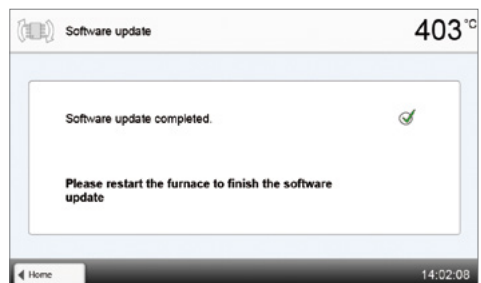 Software update
403 °C
Software update completed.
Please restart the furnace to finish the software
update
Home
14:02:08